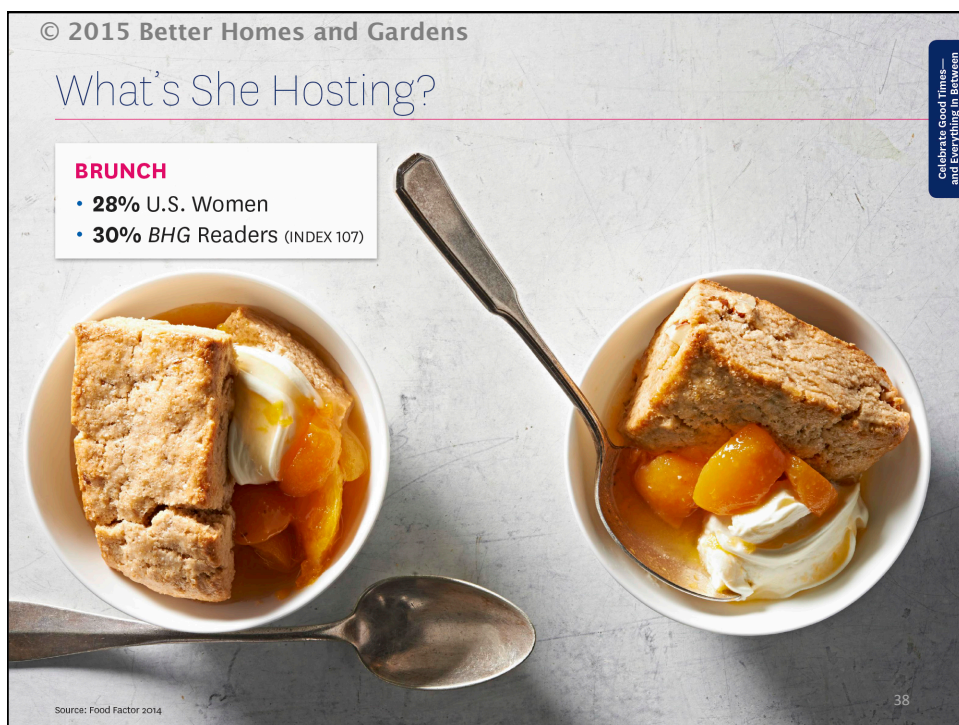 © 2015 Better Homes and Gardens
What's She Hosting?
Celebrate Good Times—
and Everything In Between
BRUNCH
• 28% U.S. Women
• 30% BHG Readers (INDEX 107)
38
Source: Food Factor 2014